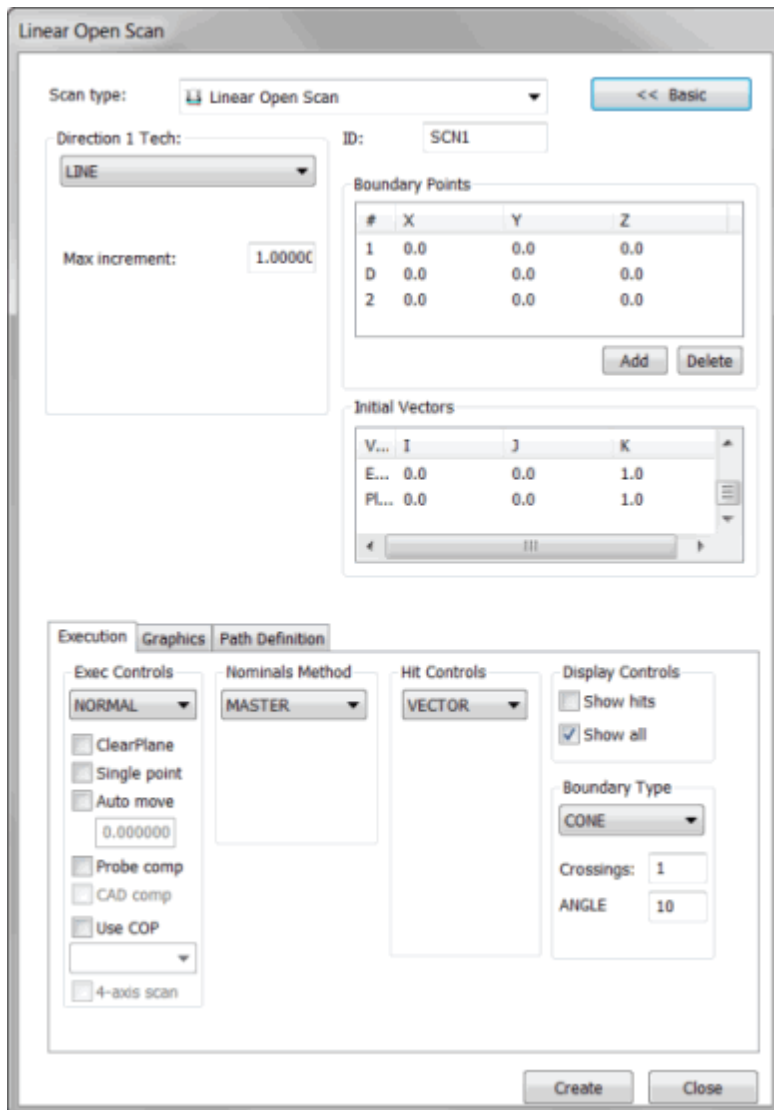 Linear Open Scan
Scan type: Linear Open Scan << Basic
Direction 1 Tech: ID: SCN1
LINE
Max increment: 1.00000
Boundary Points
# X Y Z
1 0.0 0.0 0.0
D 0.0 0.0 0.0
2 0.0 0.0 0.0
Add Delete
Initial Vectors
V... I J K
E... 0.0 0.0 1.0
Pl... 0.0 0.0 1.0
Execution Graphics Path Definition
Exec Controls
NORMAL
ClearPlane
Single point
Auto move
0.000000
Probe comp
CAD comp
Use COP
4-axis scan
Nominals Method
MASTER
Hit Controls
VECTOR
Display Controls
Show hits
Show all
Boundary Type
CONE
Crossings: 1
ANGLE 10
Create Close